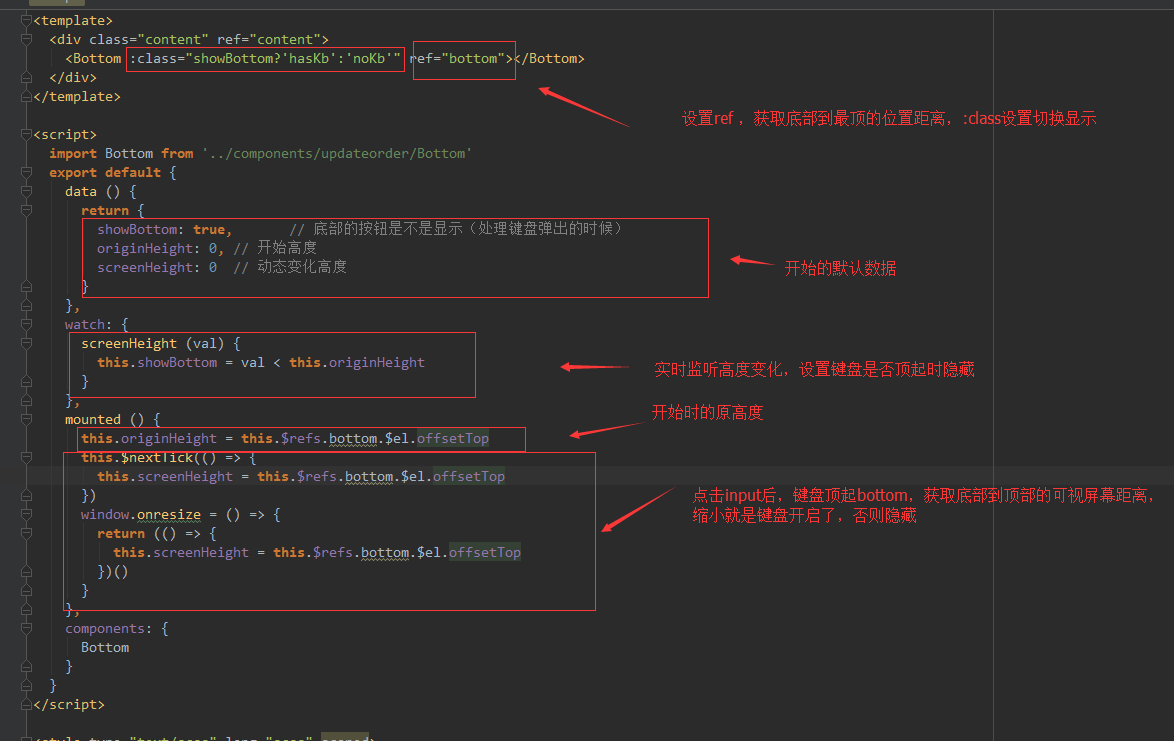 <template>
<div class="content" ref="content">
<Bottom :class="showBottom?'hasKb':'noKb'" ref="bottom"></Bottom>
</div>
</template>
设置ref ，获取底部到最顶的位置距离，:class设置切换显示
<script>
import Bottom from '../components/updateorder/Bottom'
export default {
data () {
return {
showBottom: true, // 底部的按钮是不是显示（处理键盘弹出的时候）
originHeight: 0, // 开始高度
screenHeight: 0 // 动态变化高度
}
开始的默认数据
},
watch: {
screenHeight (val) {
this.showBottom = val < this.originHeight
}
实时监听高度变化，设置键盘是否顶起时隐藏
},
mounted () {
开始时的原高度
this.originHeight = this.$refs.bottom.$el.offsetTop
this.$nextTick(() => {
this.screenHeight = this.$refs.bottom.$el.offsetTop
})
点击input后，键盘顶起bottom，获取底部到顶部的可视屏幕距离，
缩小就是键盘开启了，否则隐藏
window.onresize = () => {
return (() => {
this.screenHeight = this.$refs.bottom.$el.offsetTop
})()
}
},
components: {
Bottom
}
}
</script>
<style type="text/scss" lang="scss" scoped>